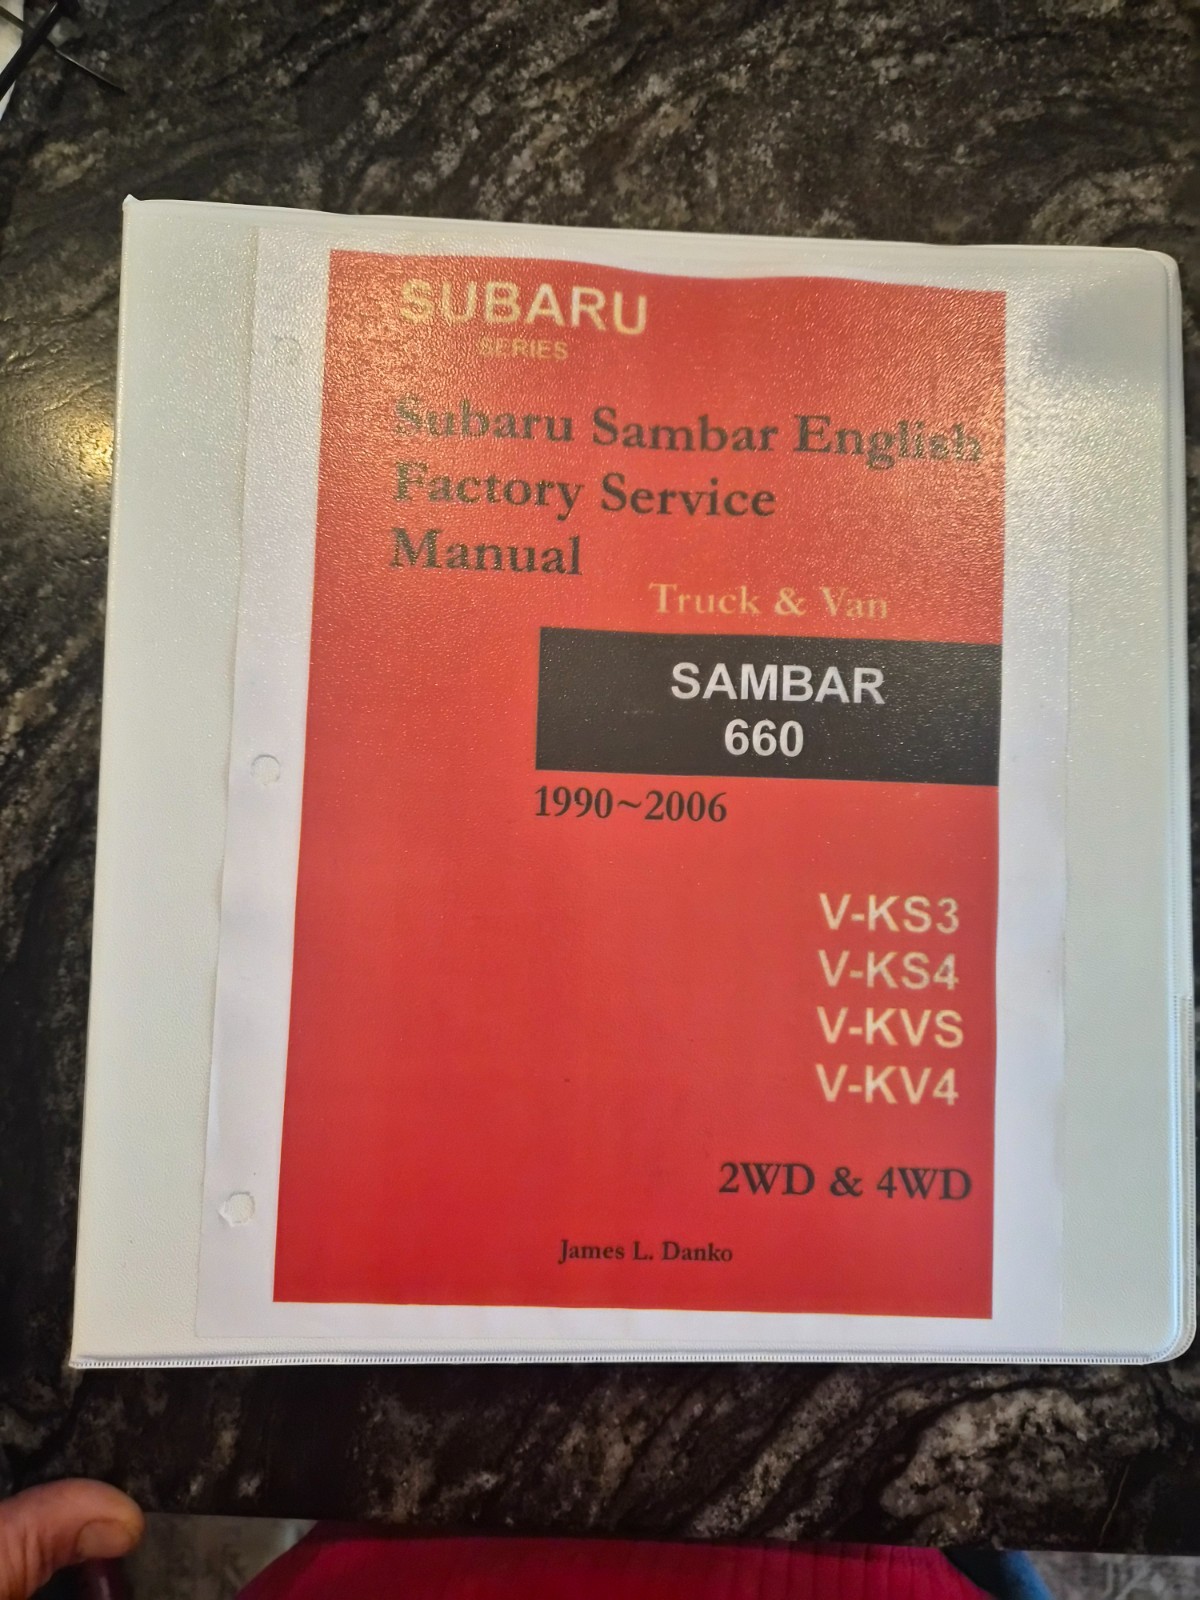 SUBARU
SERIES
Subaru Sambar English
Factory Service
Manual
Truck & Van
SAMBAR
660
1990~2006
V-KS3
V-KS4
V-KVS
V-KV4
2WD & 4WD
James L. Danko